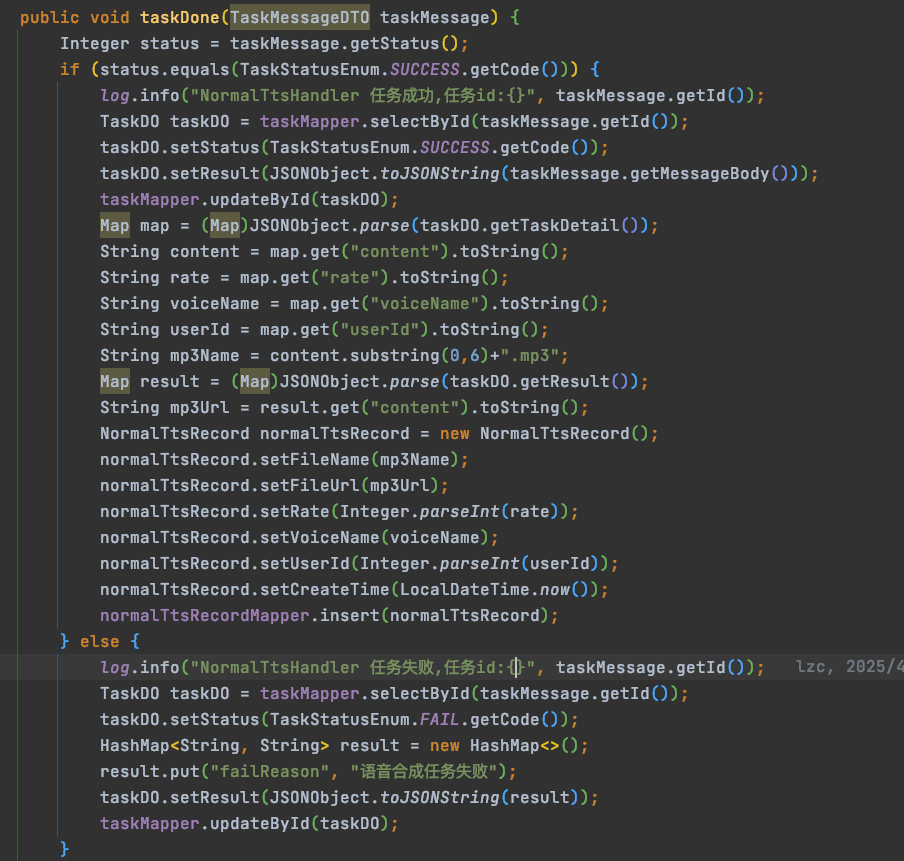 public void taskDone(TaskMessageDTO taskMessage) {
Integer status = taskMessage.getStatus();
if (status.equals(TaskStatusEnum.SUCCESS.getCode())) {
log.info("NormalTtsHandler 任务成功,任务id:{}", taskMessage.getId());
TaskDO taskDO = taskMapper.selectById(taskMessage.getId());
taskDO.setStatus(TaskStatusEnum.SUCCESS.getCode());
taskDO.setResult(JSONObject.toJSONString(taskMessage.getMessageBody()));
taskMapper.updateById(taskDO);
Map map = (Map)JSONObject.parse(taskDO.getTaskDetail());
String content = map.get("content").toString();
String rate = map.get("rate").toString();
String voiceName = map.get("voiceName").toString();
String userId = map.get("userId").toString();
String mp3Name = content.substring(0,6)+".mp3";
Map result = (Map)JSONObject.parse(taskDO.getResult());
String mp3Url = result.get("content").toString();
NormalTtsRecord normalTtsRecord = new NormalTtsRecord();
normalTtsRecord.setFileName(mp3Name);
normalTtsRecord.setFileUrl(mp3Url);
normalTtsRecord.setRate(Integer.parseInt(rate));
normalTtsRecord.setVoiceName(voiceName);
normalTtsRecord.setUserId(Integer.parseInt(userId));
normalTtsRecord.setCreateTime(LocalDateTime.now());
normalTtsRecordMapper.insert(normalTtsRecord);
} else {
log.info("NormalTtsHandler 任务失败,任务id:{}", taskMessage.getId()); lzc, 2025/4
TaskDO taskDO = taskMapper.selectById(taskMessage.getId());
taskDO.setStatus(TaskStatusEnum.FAIL.getCode());
HashMap<String, String> result = new HashMap<>();
result.put("failReason", "语音合成任务失败");
taskDO.setResult(JSONObject.toJSONString(result));
taskMapper.updateById(taskDO);
}